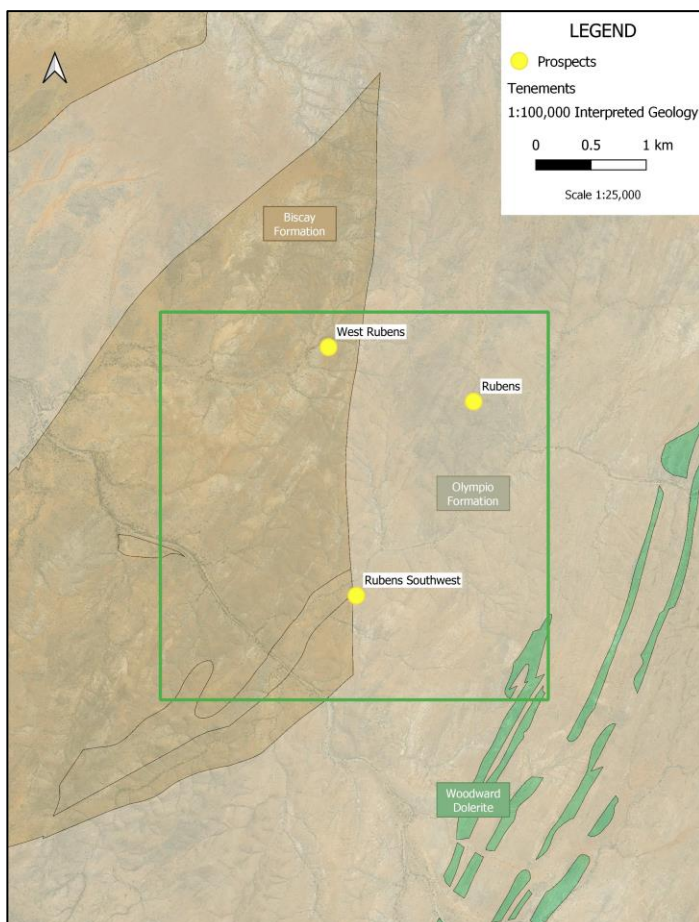 LEGEND
Prospects
Tenements
1:100,000 Interpreted Geology
0 0.5 1 km
Scale 1:25,000
Biscay
Formation
West Rubens
Rubens
Olympio
Formation
Rubens Southwest
Woodward
Dolerite